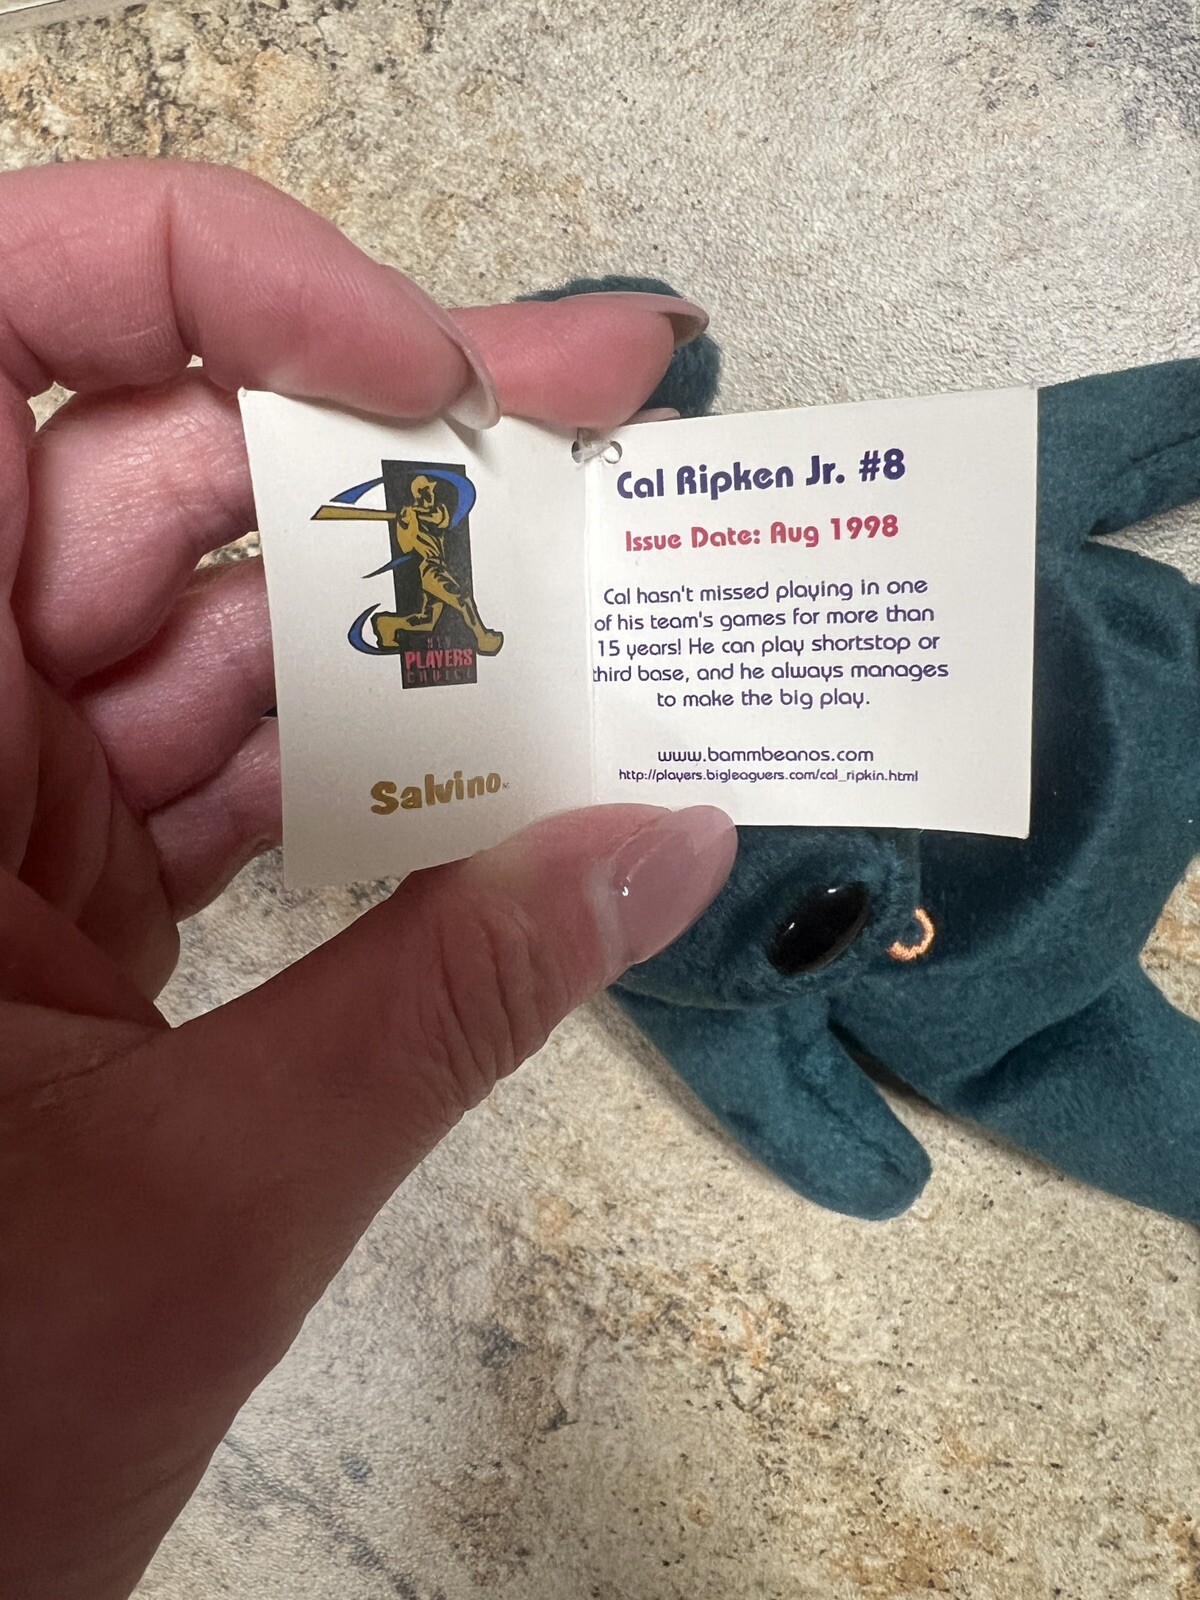 MLB
PLAYERS
CHOICE
Salvino
Cal Ripken Jr. #8
Issue Date: Aug 1998
Cal hasn't missed playing in one
of his team's games for more than
15 years! He can play shortstop or
third base, and he always manages
to make the big play.
www.bammbeanos.com
http://players.bigleaguers.com/cal_ripkin.html